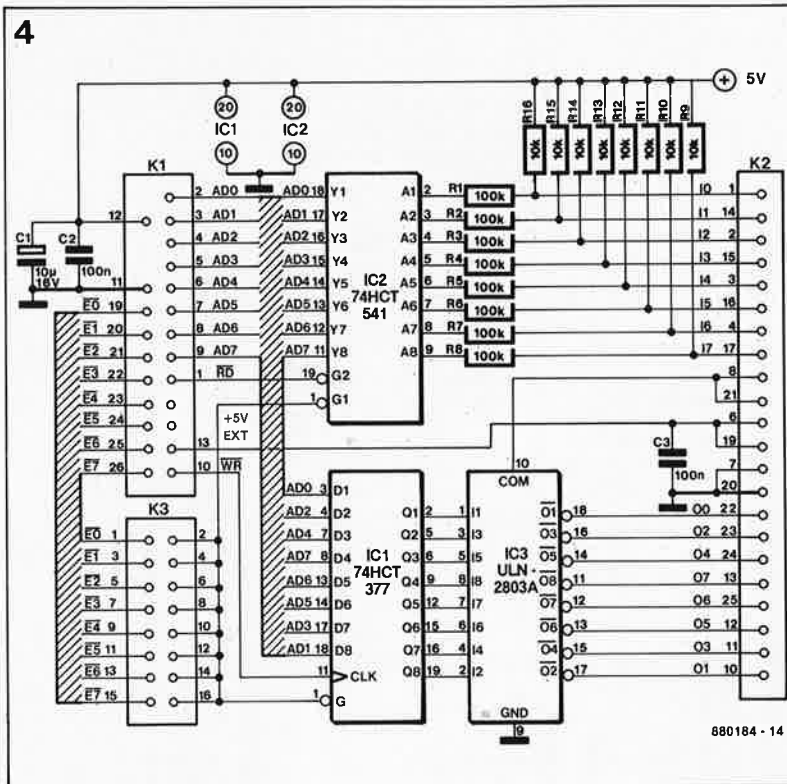 4
5V
20 20
IC1 IC2
10 10
R16 R15 R14 R13 R12 R11 R10 R9
10k 10k 10k 10k 10k 10k 10k 10k
K1
K2
12
C1 10µ 16V
C2 100n
11
2 AD0
3 AD1
4 AD2
5 AD3
6 AD4
7 AD5
8 AD6
9 AD7
1 RD
13
10 WR
E0 19
E1 20
E2 21
E3 22
E4 23
E5 24
E6 25
E7 26
+5V
EXT
AD0 18 Y1
AD1 17 Y2
AD2 16 Y3
AD3 15 Y4
AD4 14 Y5
AD5 13 Y6
AD6 12 Y7
AD7 11 Y8
19 G2
1 G1
IC2
74HCT
541
A1 2 R1 100k I0 1
A2 3 R2 100k I1 14
A3 4 R3 100k I2 2
A4 5 R4 100k I3 15
A5 6 R5 100k I4 3
A6 7 R6 100k I5 16
A7 8 R7 100k I6 4
A8 9 R8 100k I7 17
8
21
6
19
7
20
C3
100n
K3
E0 1 2
E1 3 4
E2 5 6
E3 7 8
E4 9 10
E5 11 12
E6 13 14
E7 15 16
AD0 3 D1
AD2 4 D2
AD4 7 D3
AD7 8 D4
AD6 13 D5
AD5 14 D6
AD3 17 D7
AD1 18 D8
11 CLK
1 G
IC1
74HCT
377
Q1 2 1 I1
Q2 5 3 I3
Q3 6 5 I5
Q4 9 8 I8
Q5 12 7 I7
Q6 15 6 I6
Q7 16 4 I4
Q8 19 2 I2
10
COM
IC3
ULN -
2803A
O1 18 O0 22
O3 16 O2 23
O5 14 O4 24
O8 11 O7 13
O7 12 O6 25
O6 13 O5 12
O4 15 O3 11
O2 17 O1 10
GND
9
880184 - 14